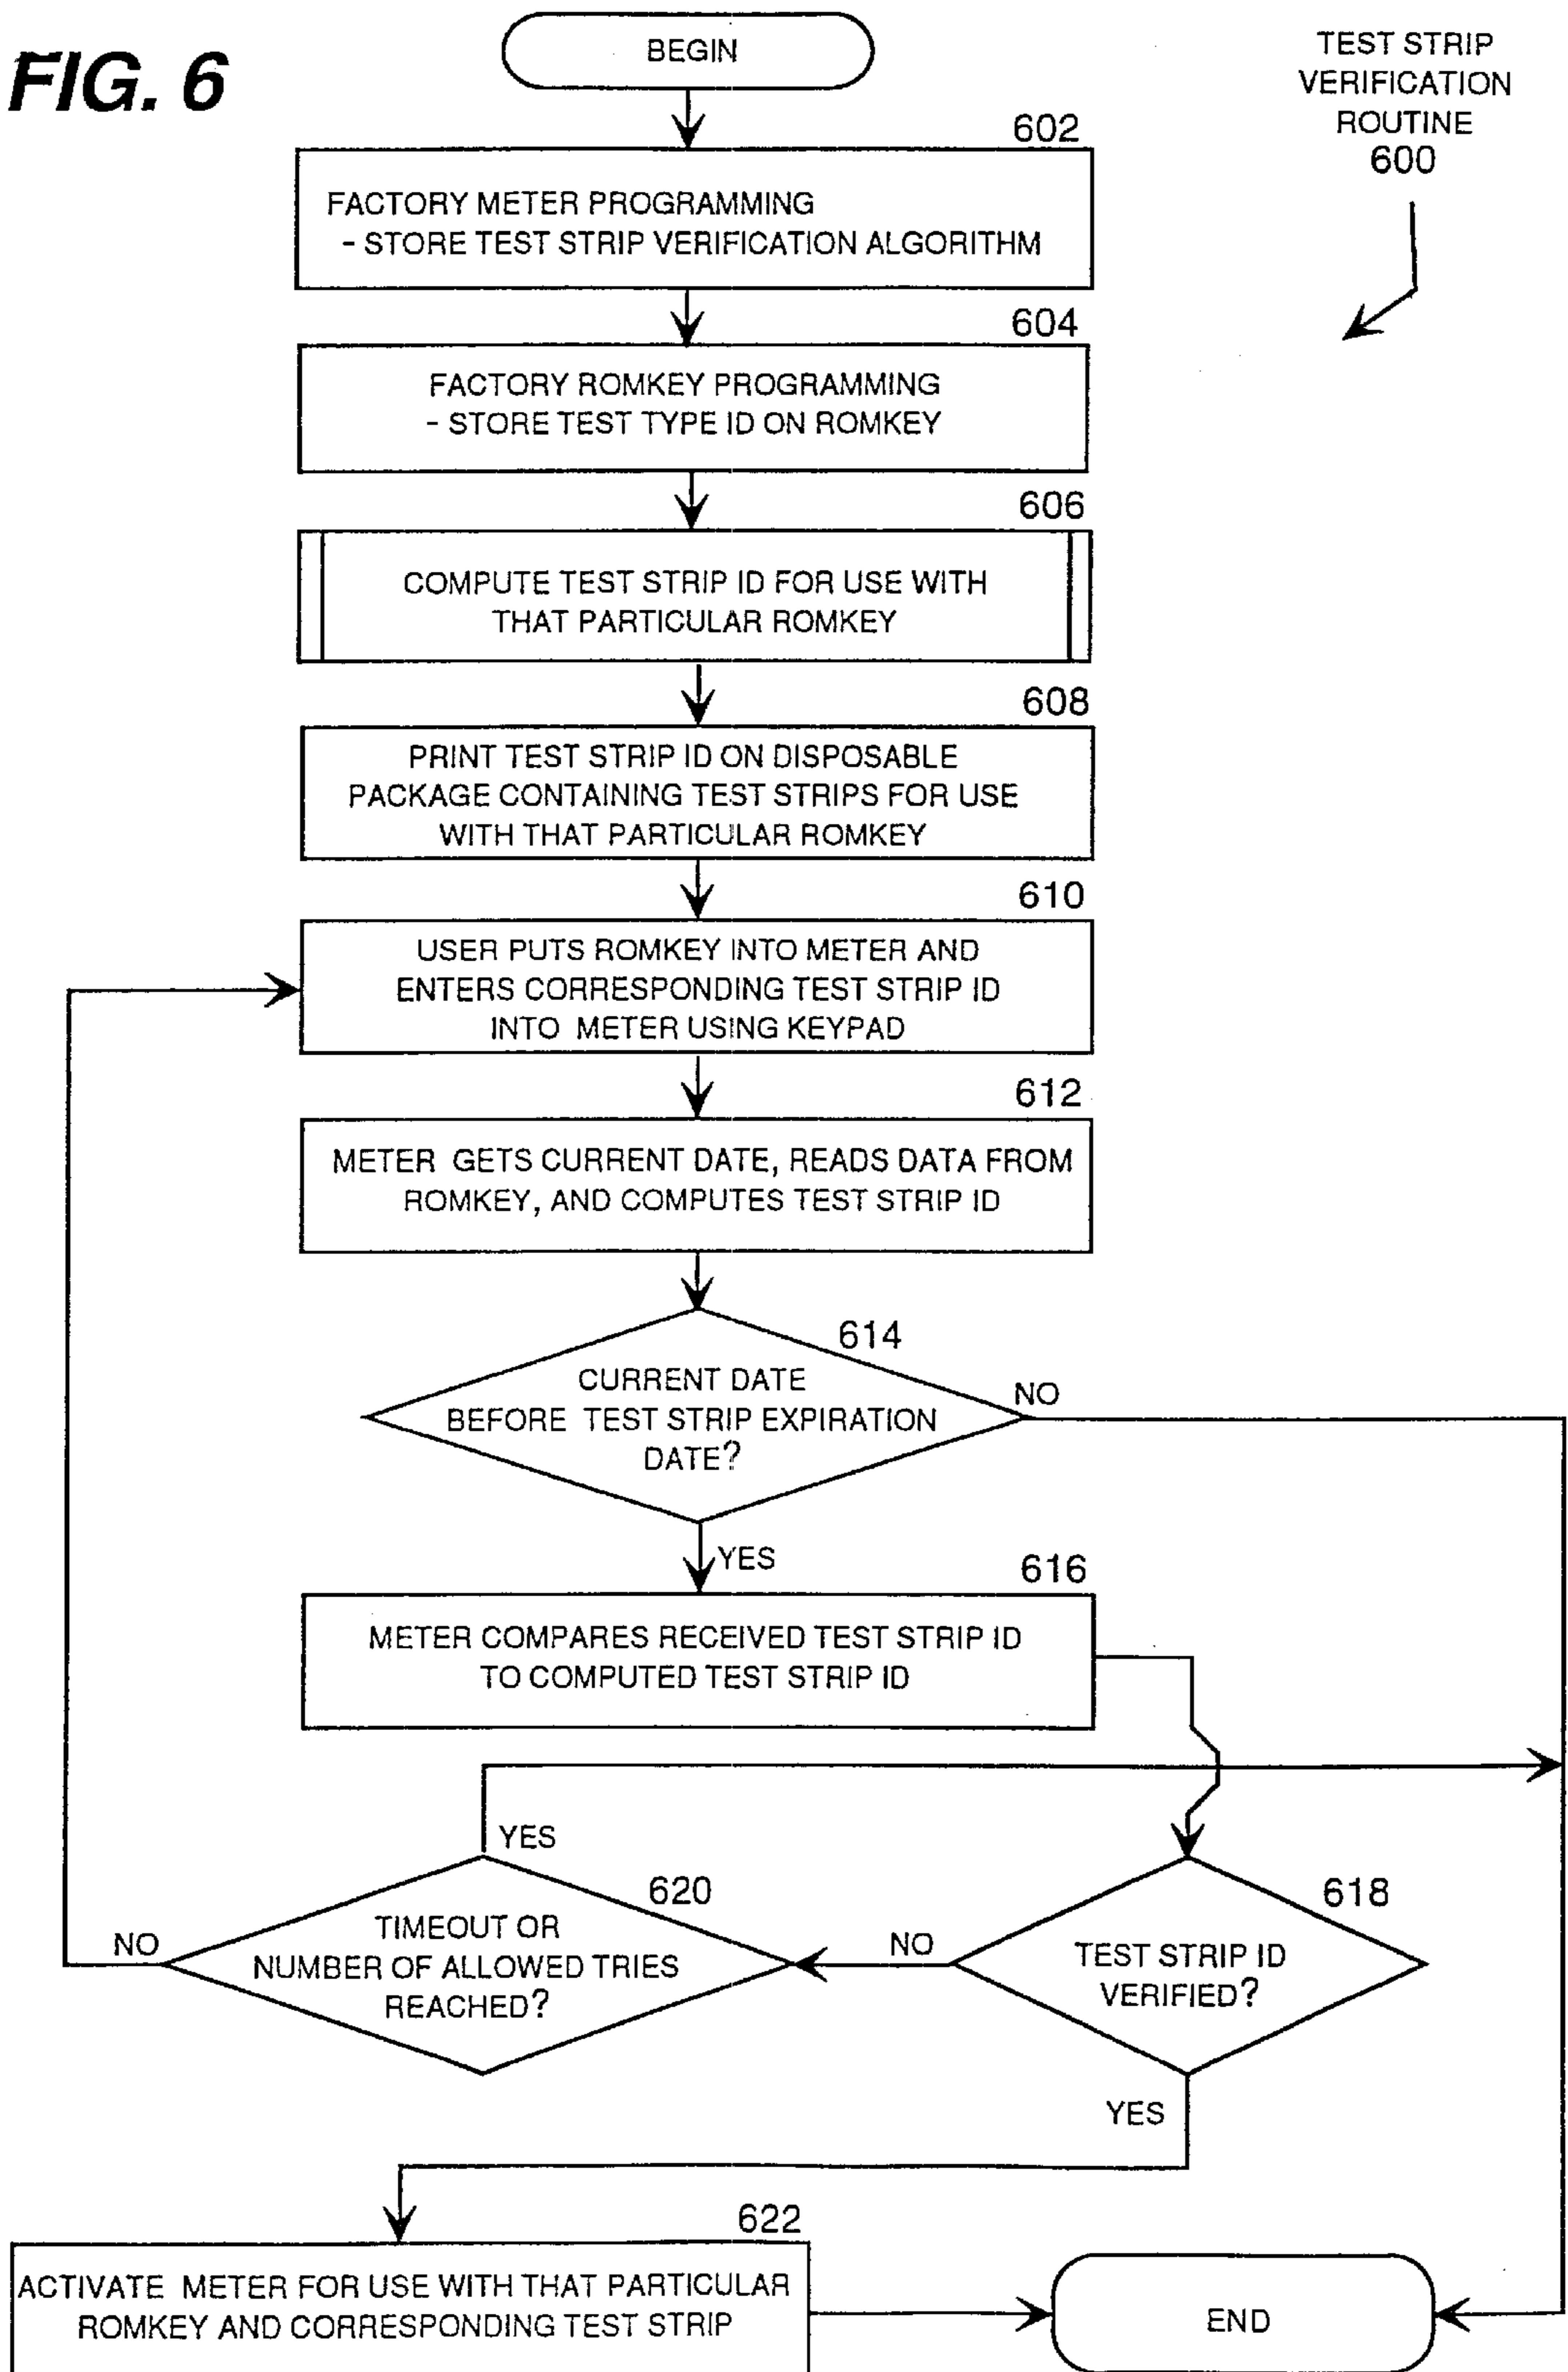 FIG. 6
BEGIN
TEST STRIP
VERIFICATION
ROUTINE
600
602
FACTORY METER PROGRAMMING
- STORE TEST STRIP VERIFICATION ALGORITHM
604
FACTORY ROMKEY PROGRAMMING
- STORE TEST TYPE ID ON ROMKEY
606
COMPUTE TEST STRIP ID FOR USE WITH
THAT PARTICULAR ROMKEY
608
PRINT TEST STRIP ID ON DISPOSABLE
PACKAGE CONTAINING TEST STRIPS FOR USE
WITH THAT PARTICULAR ROMKEY
610
USER PUTS ROMKEY INTO METER AND
ENTERS CORRESPONDING TEST STRIP ID
INTO METER USING KEYPAD
612
METER GETS CURRENT DATE, READS DATA FROM
ROMKEY, AND COMPUTES TEST STRIP ID
614
CURRENT DATE
BEFORE TEST STRIP EXPIRATION
DATE?
NO
YES
616
METER COMPARES RECEIVED TEST STRIP ID
TO COMPUTED TEST STRIP ID
YES
620
TIMEOUT OR
NUMBER OF ALLOWED TRIES
REACHED?
NO
NO
618
TEST STRIP ID
VERIFIED?
YES
622
ACTIVATE METER FOR USE WITH THAT PARTICULAR
ROMKEY AND CORRESPONDING TEST STRIP
END